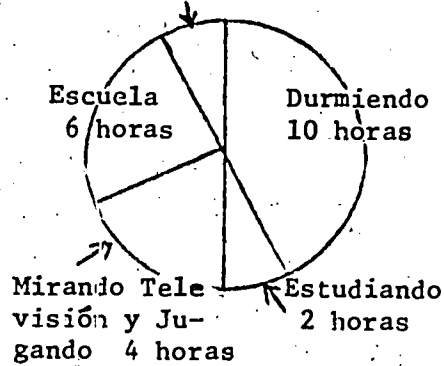 Escuela
6 horas
Durmiendo
10 horas
Mirando Tele
visión y Ju-
gando 4 horas
Estudiando
2 horas